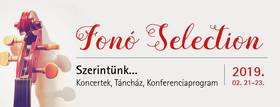 Fonó Selection
Szerintünk...
Koncertek, Táncház, Konferenciaprogram
2019.
02. 21-23.